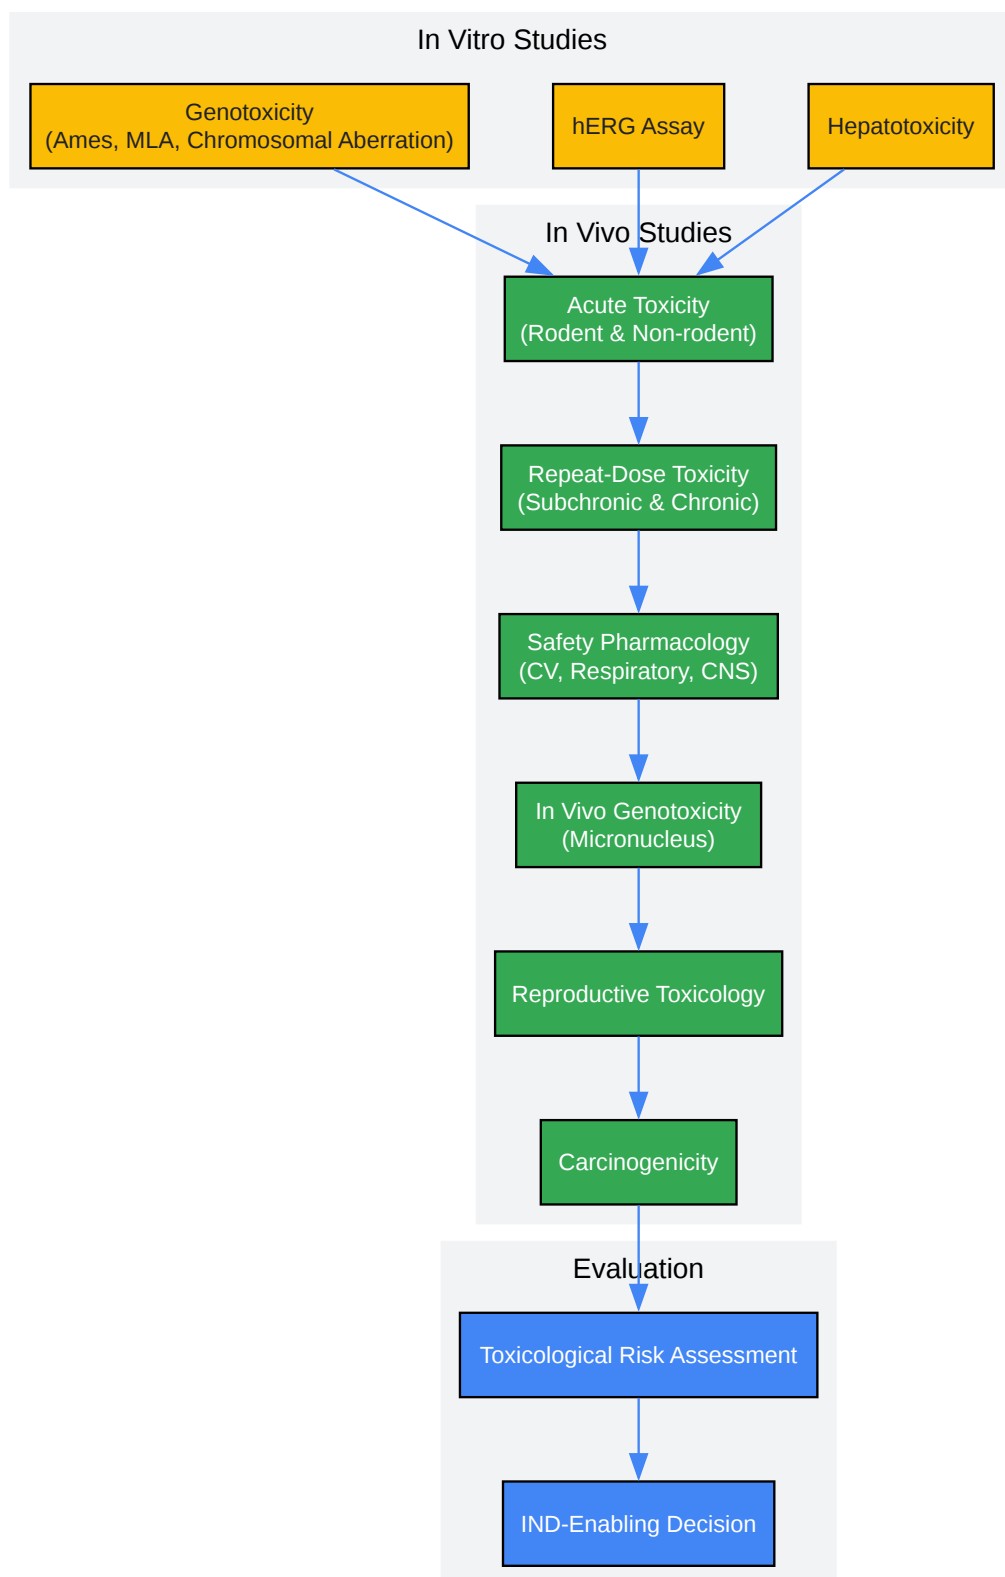 In Vitro Studies
Genotoxicity
(Ames, MLA, Chromosomal Aberration)
hERG Assay
Hepatotoxicity
In Vivo Studies
Acute Toxicity
(Rodent & Non-rodent)
Repeat-Dose Toxicity
(Subchronic & Chronic)
Safety Pharmacology
(CV, Respiratory, CNS)
In Vivo Genotoxicity
(Micronucleus)
Reproductive Toxicology
Carcinogenicity
Evaluation
Toxicological Risk Assessment
IND-Enabling Decision